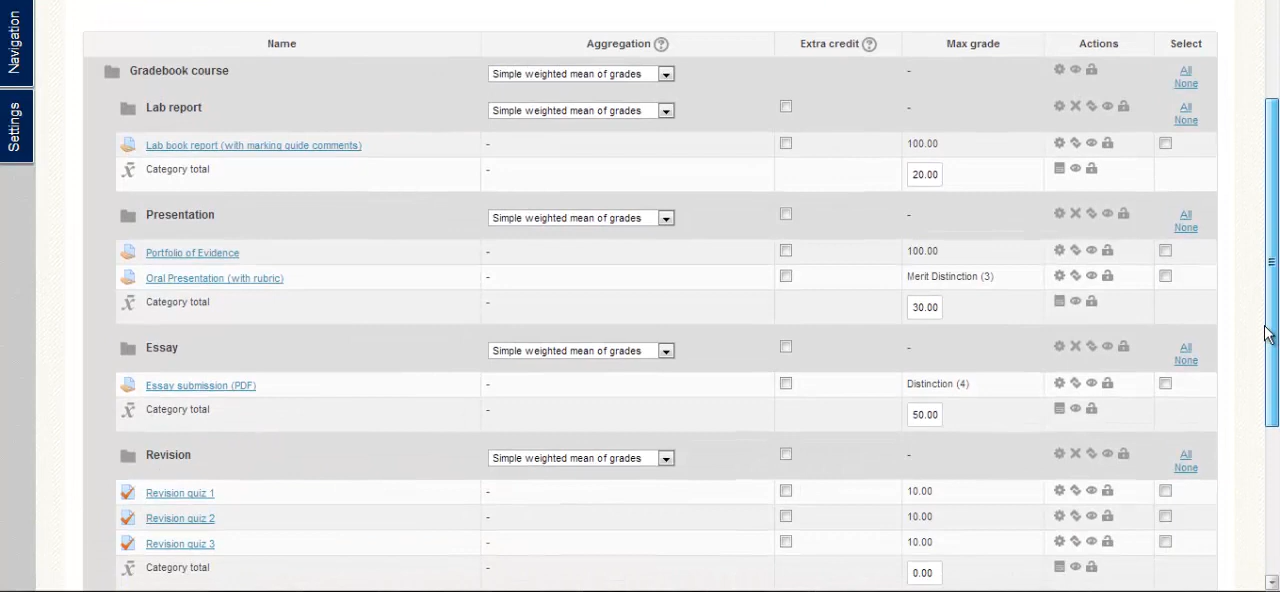 Navigation
Settings
Name Aggregation ? Extra credit ? Max grade Actions Select
Gradebook course Simple weighted mean of grades - All
None
Lab report Simple weighted mean of grades - All
None
Lab book report (with marking guide comments) - 100.00
x̄ Category total - 20.00
Presentation Simple weighted mean of grades - All
None
Portfolio of Evidence - 100.00
Oral Presentation (with rubric) - Merit Distinction (3)
x̄ Category total - 30.00
Essay Simple weighted mean of grades - All
None
Essay submission (PDF) - Distinction (4)
x̄ Category total - 50.00
Revision Simple weighted mean of grades - All
None
Revision quiz 1 - 10.00
Revision quiz 2 - 10.00
Revision quiz 3 - 10.00
x̄ Category total - 0.00